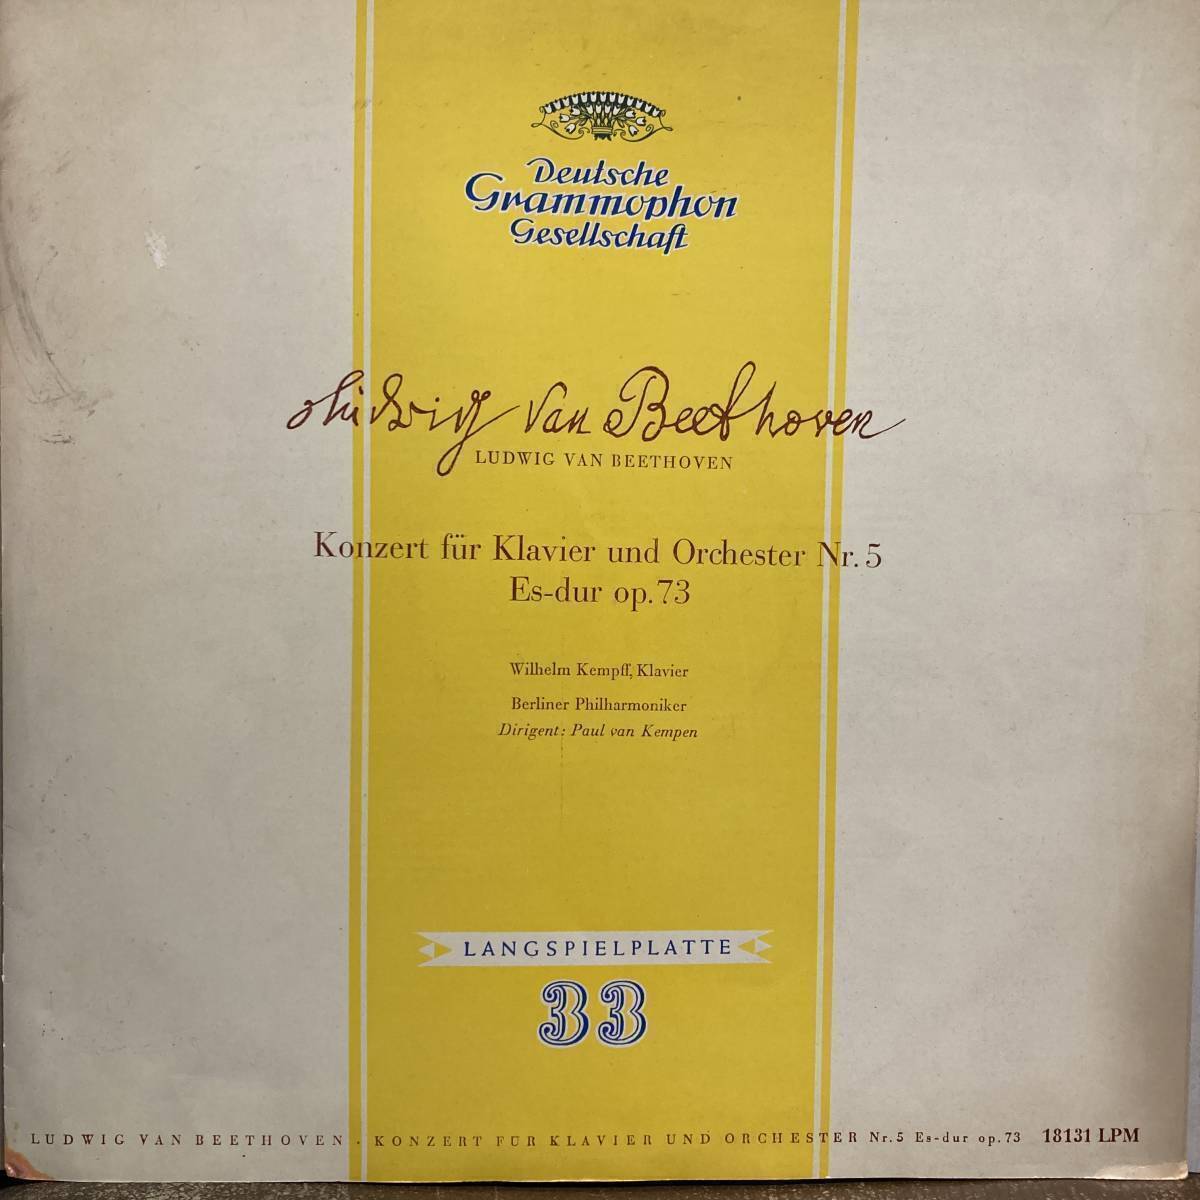 Deutsche
Grammophon
Gesellschaft
Ludwig van Beethoven
LUDWIG VAN BEETHOVEN
Konzert für Klavier und Orchester Nr. 5
Es-dur op. 73
Wilhelm Kempff, Klavier
Berliner Philharmoniker
Dirigent: Paul van Kempen
LANGSPIELPLATTE
33
LUDWIG VAN BEETHOVEN · KONZERT FÜR KLAVIER UND ORCHESTER Nr. 5 Es-dur op. 73 18131 LPM